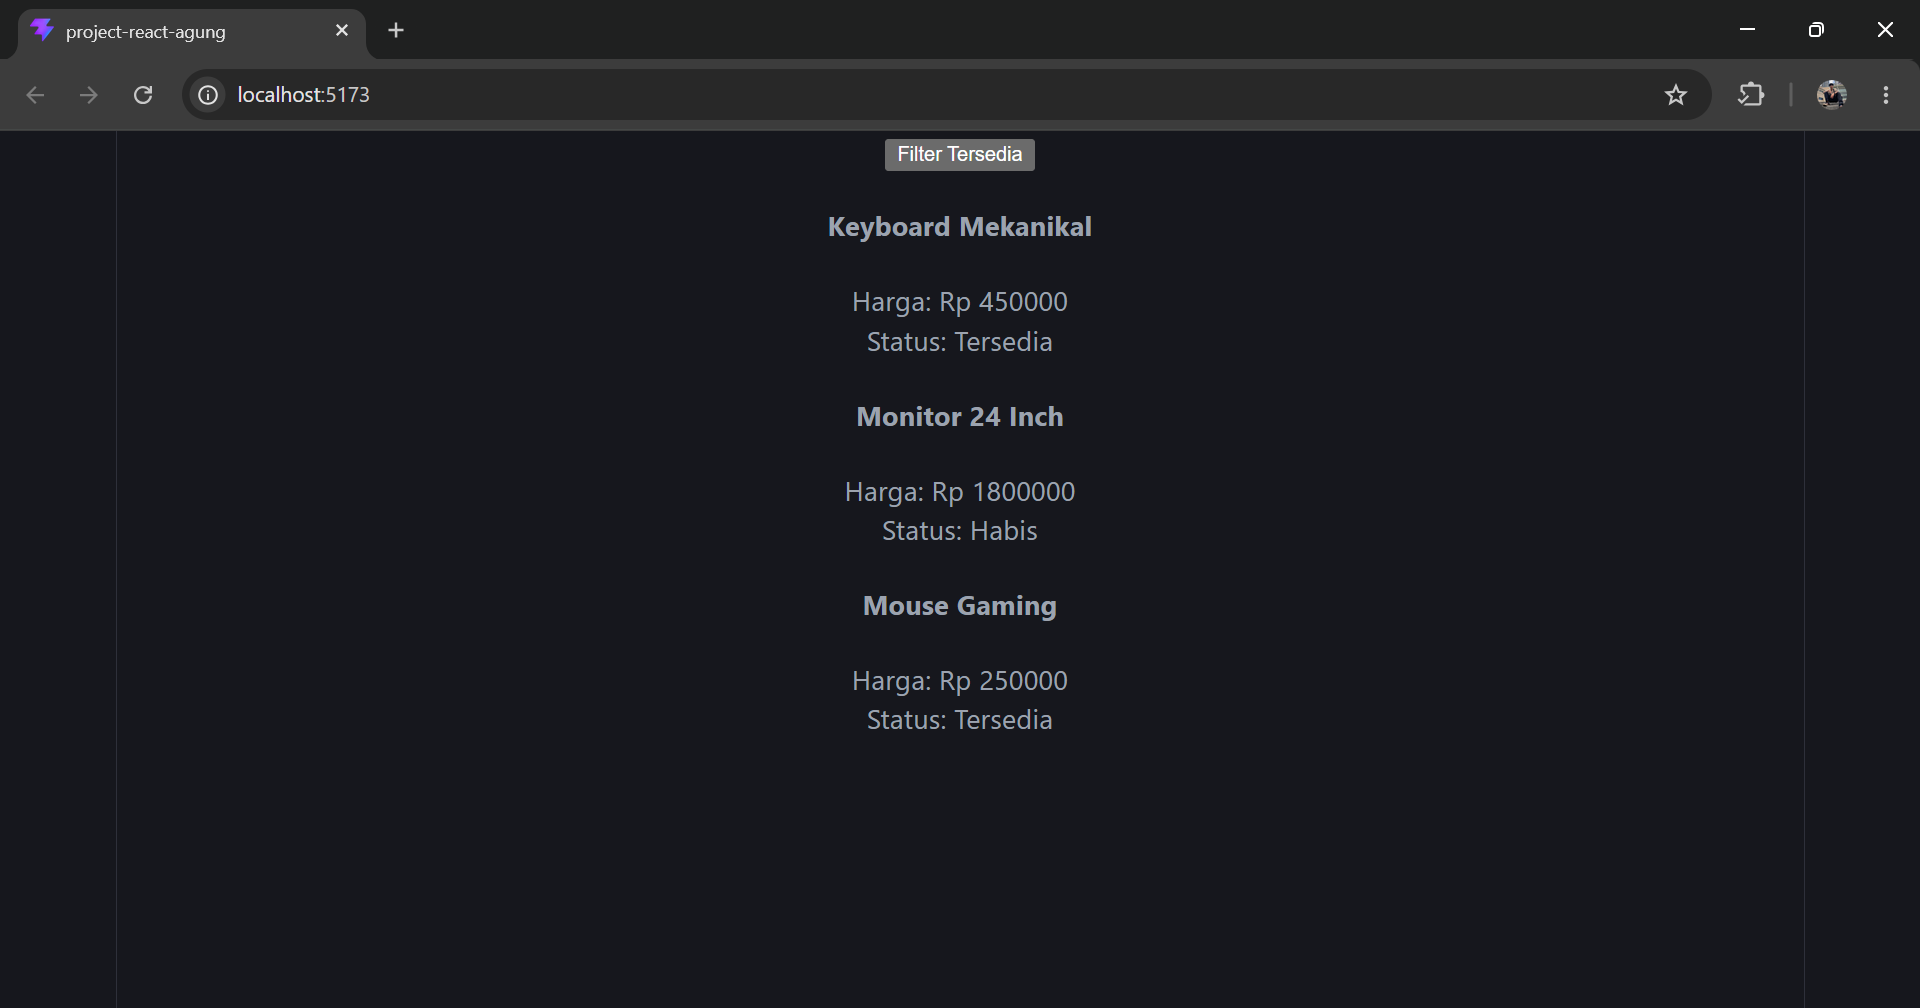 project-react-agung
localhost:5173
Filter Tersedia
Keyboard Mekanikal
Harga: Rp 450000
Status: Tersedia
Monitor 24 Inch
Harga: Rp 1800000
Status: Habis
Mouse Gaming
Harga: Rp 250000
Status: Tersedia